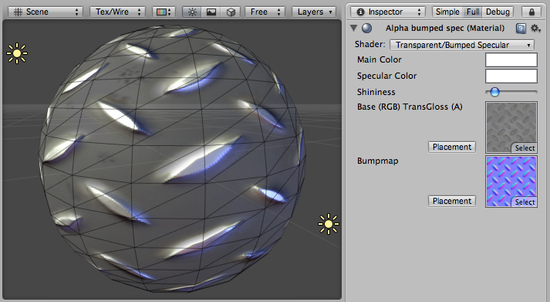 Scene
Tex/Wire
Free
Layers
Inspector
Simple Full Debug
Alpha bumped spec (Material)
Shader: Transparent/Bumped Specular
Main Color
Specular Color
Shininess
Base (RGB) TransGloss (A)
Placement
Select
Bumpmap
Placement
Select